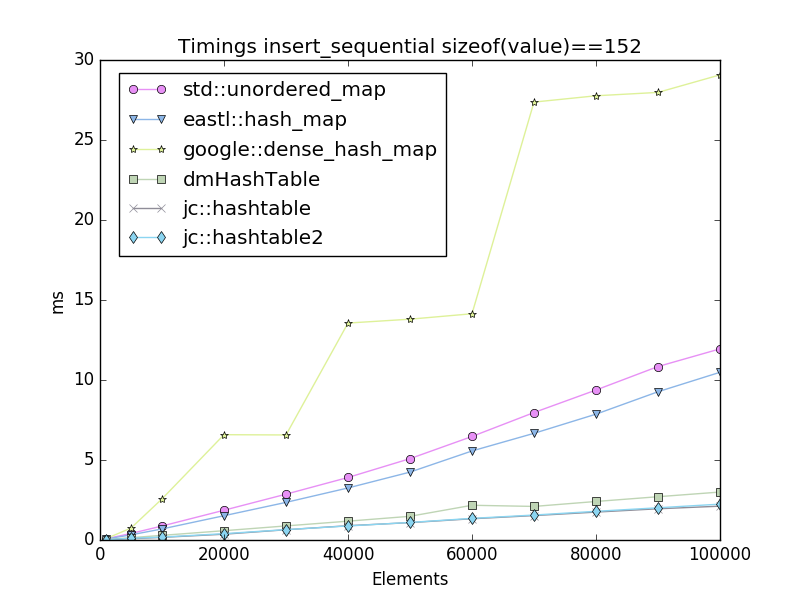 Timings insert_sequential sizeof(value)==152
std::unordered_map
eastl::hash_map
google::dense_hash_map
dmHashTable
jc::hashtable
jc::hashtable2
30
25
20
15
10
5
0
ms
0 20000 40000 60000 80000 100000
Elements